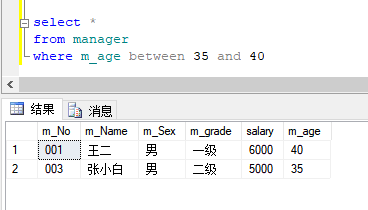 select *
from manager
where m_age between 35 and 40
结果 消息
m_No m_Name m_Sex m_grade salary m_age
1 001 王二 男 一级 6000 40
2 003 张小白 男 二级 5000 35